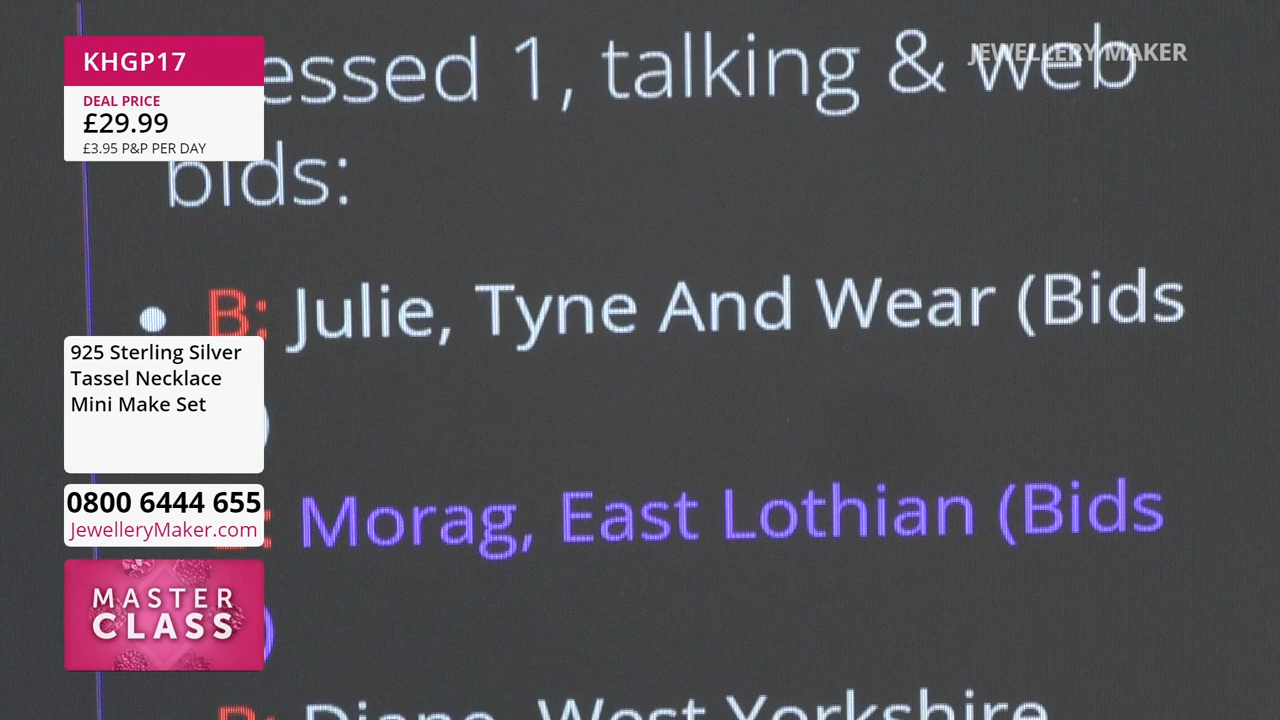 KHGP17
DEAL PRICE
£29.99
£3.95 P&P PER DAY
JEWELLERY MAKER
essed 1, talking & web
bids:
• B: Julie, Tyne And Wear (Bids
925 Sterling Silver
Tassel Necklace
Mini Make Set
)
Morag, East Lothian (Bids
0800 6444 655
JewelleryMaker.com
MASTER
CLASS
)
B: Diane, West Yorkshire